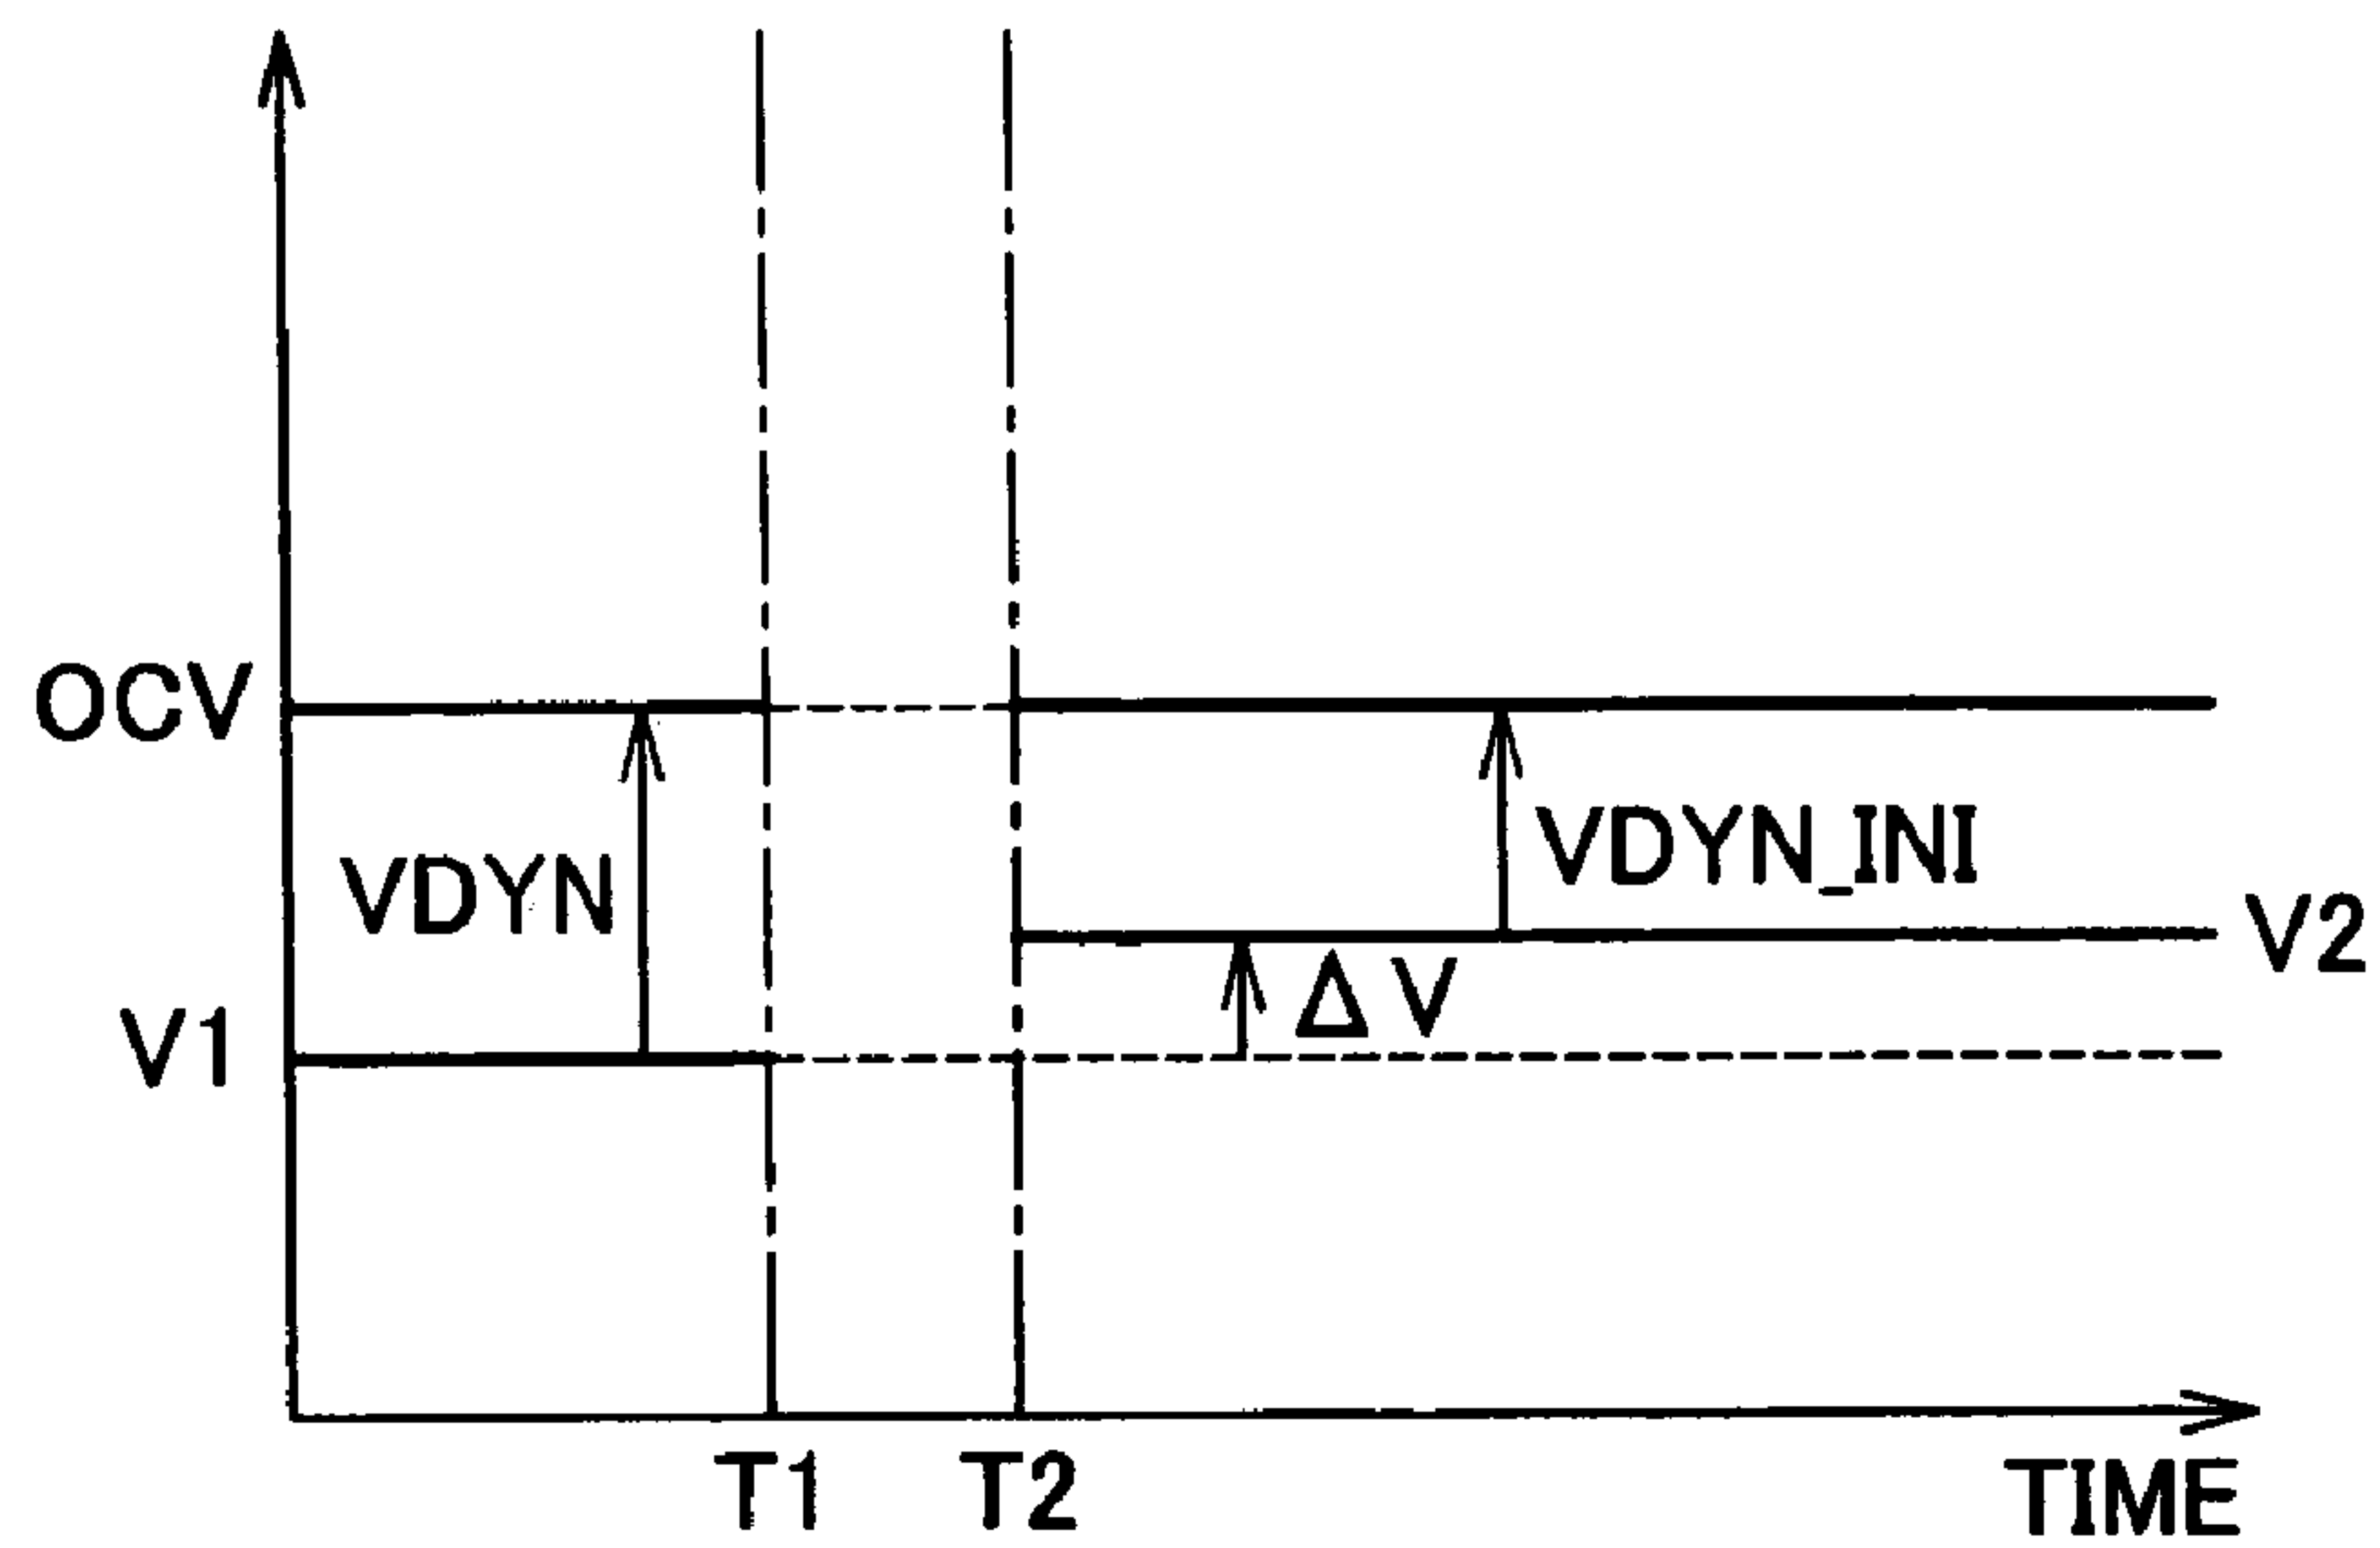 OCV
VDYN
VDYN_INI
V2
ΔV
V1
T1
T2
TIME